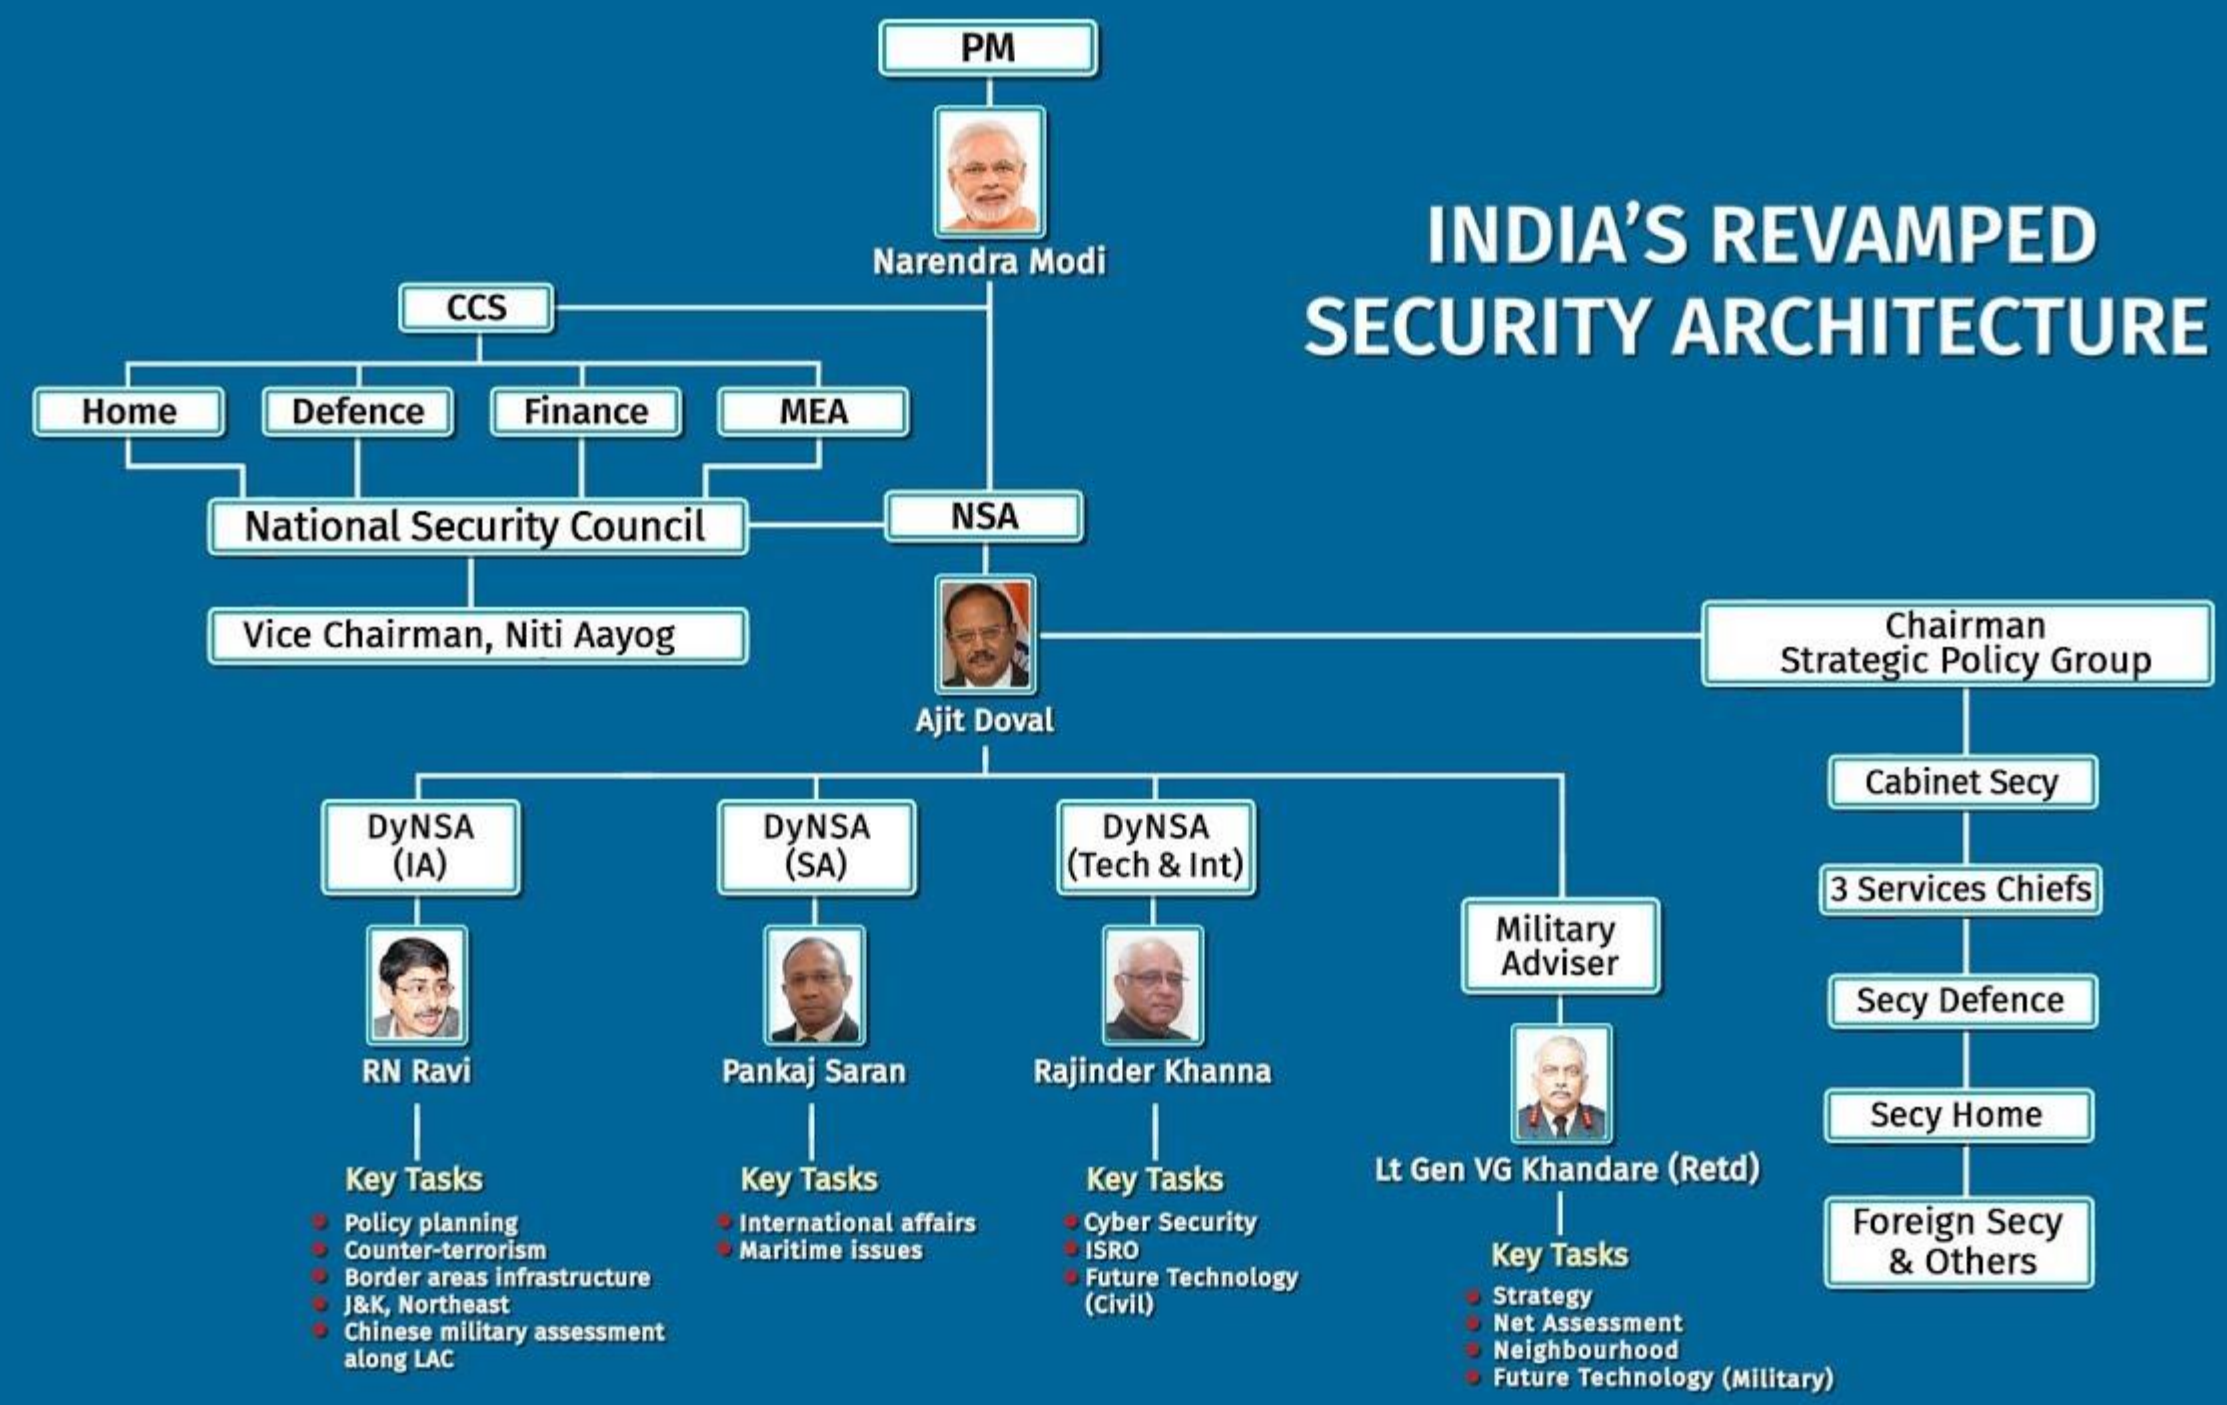 PM
Narendra Modi
INDIA'S REVAMPED
SECURITY ARCHITECTURE
CCS
Home
Defence
Finance
MEA
National Security Council
NSA
Vice Chairman, Niti Aayog
Ajit Doval
Chairman
Strategic Policy Group
Cabinet Secy
3 Services Chiefs
Secy Defence
Secy Home
Foreign Secy
& Others
DyNSA
(IA)
RN Ravi
Key Tasks
Policy planning
Counter-terrorism
Border areas infrastructure
J&K, Northeast
Chinese military assessment
along LAC
DyNSA
(SA)
Pankaj Saran
Key Tasks
International affairs
Maritime issues
DyNSA
(Tech & Int)
Rajinder Khanna
Key Tasks
Cyber Security
ISRO
Future Technology
(Civil)
Military
Adviser
Lt Gen VG Khandare (Retd)
Key Tasks
Strategy
Net Assessment
Neighbourhood
Future Technology (Military)